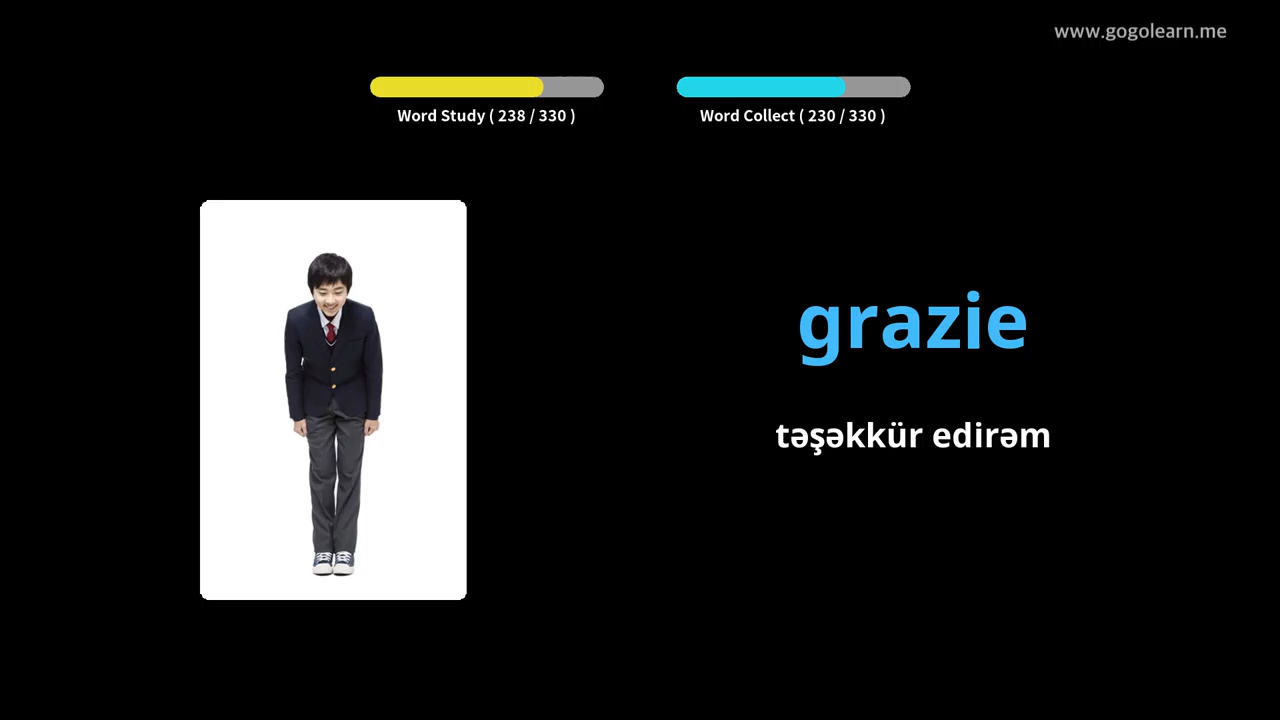 www.gogolearn.me
Word Study ( 238 / 330 )
Word Collect ( 230 / 330 )
grazie
təşəkkür edirəm